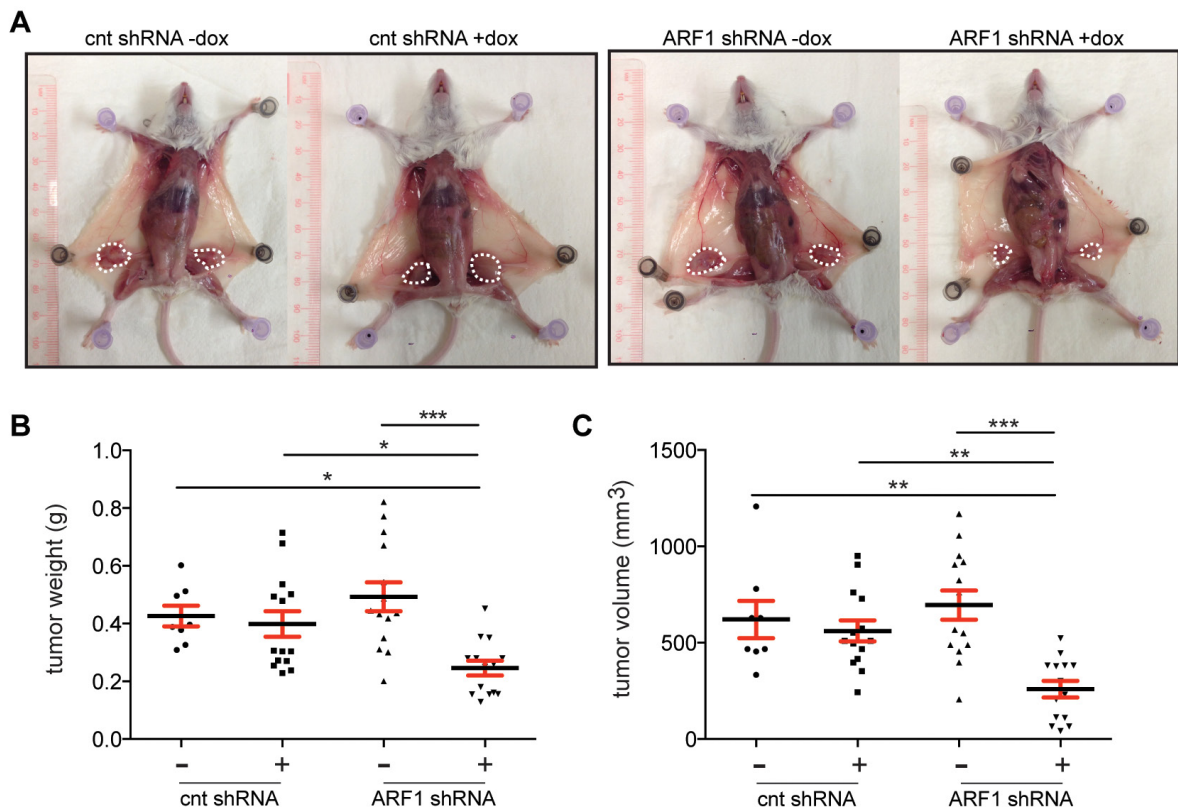 A
cnt shRNA -dox
cnt shRNA +dox
ARF1 shRNA -dox
ARF1 shRNA +dox
B
***
*
*
tumor weight (g)
1.0
0.8
0.6
0.4
0.2
0.0
– + – +
cnt shRNA ARF1 shRNA
C
***
**
**
tumor volume (mm³)
1500
1000
500
0
– + – +
cnt shRNA ARF1 shRNA